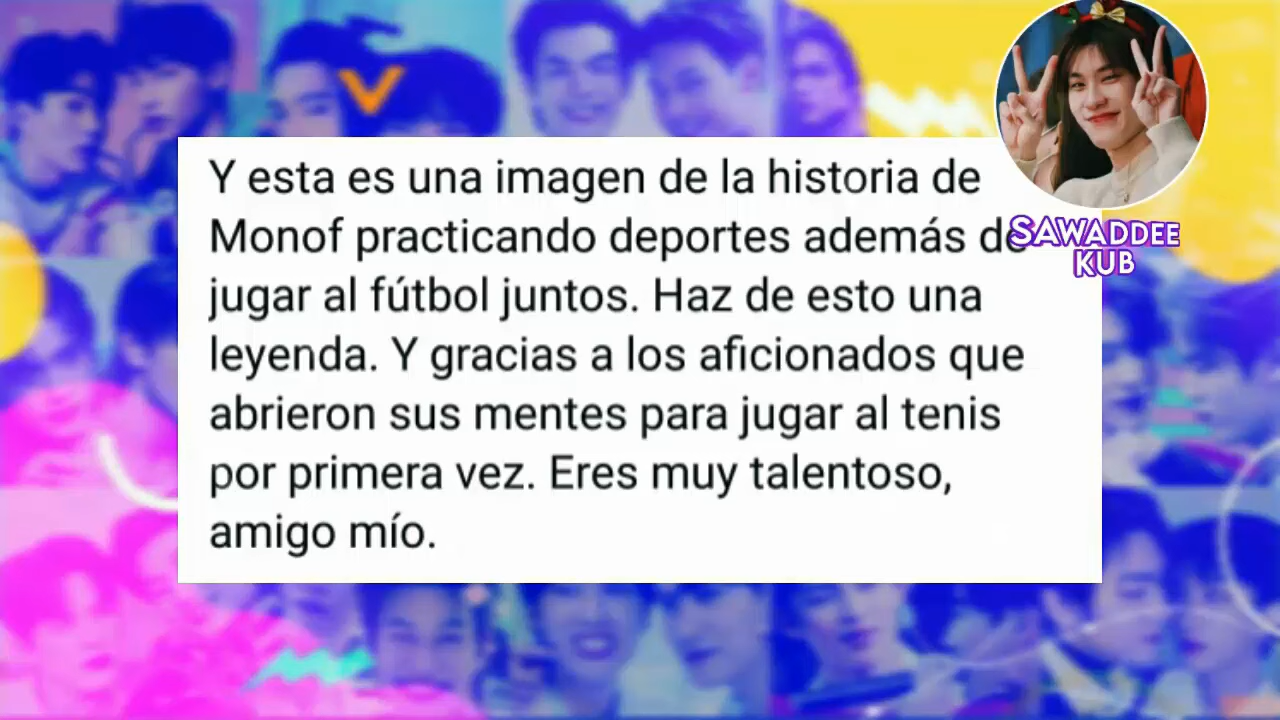 Y esta es una imagen de la historia de
Monof practicando deportes además de
jugar al fútbol juntos. Haz de esto una
leyenda. Y gracias a los aficionados que
abrieron sus mentes para jugar al tenis
por primera vez. Eres muy talentoso,
amigo mío.
SAWADDEE
KUB